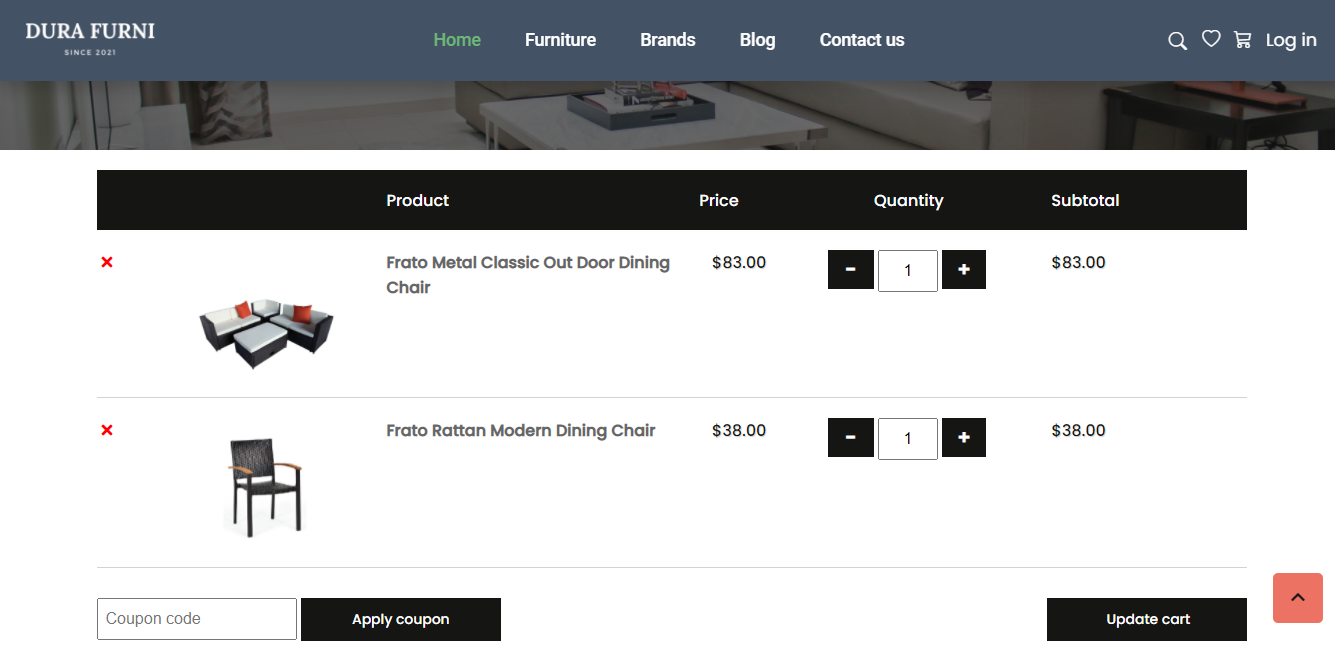 DURA FURNI
SINCE 2021
Home Furniture Brands Blog Contact us Log in
Product Price Quantity Subtotal
Frato Metal Classic Out Door Dining
Chair
$83.00 1 $83.00
Frato Rattan Modern Dining Chair $38.00 1 $38.00
Coupon code Apply coupon Update cart